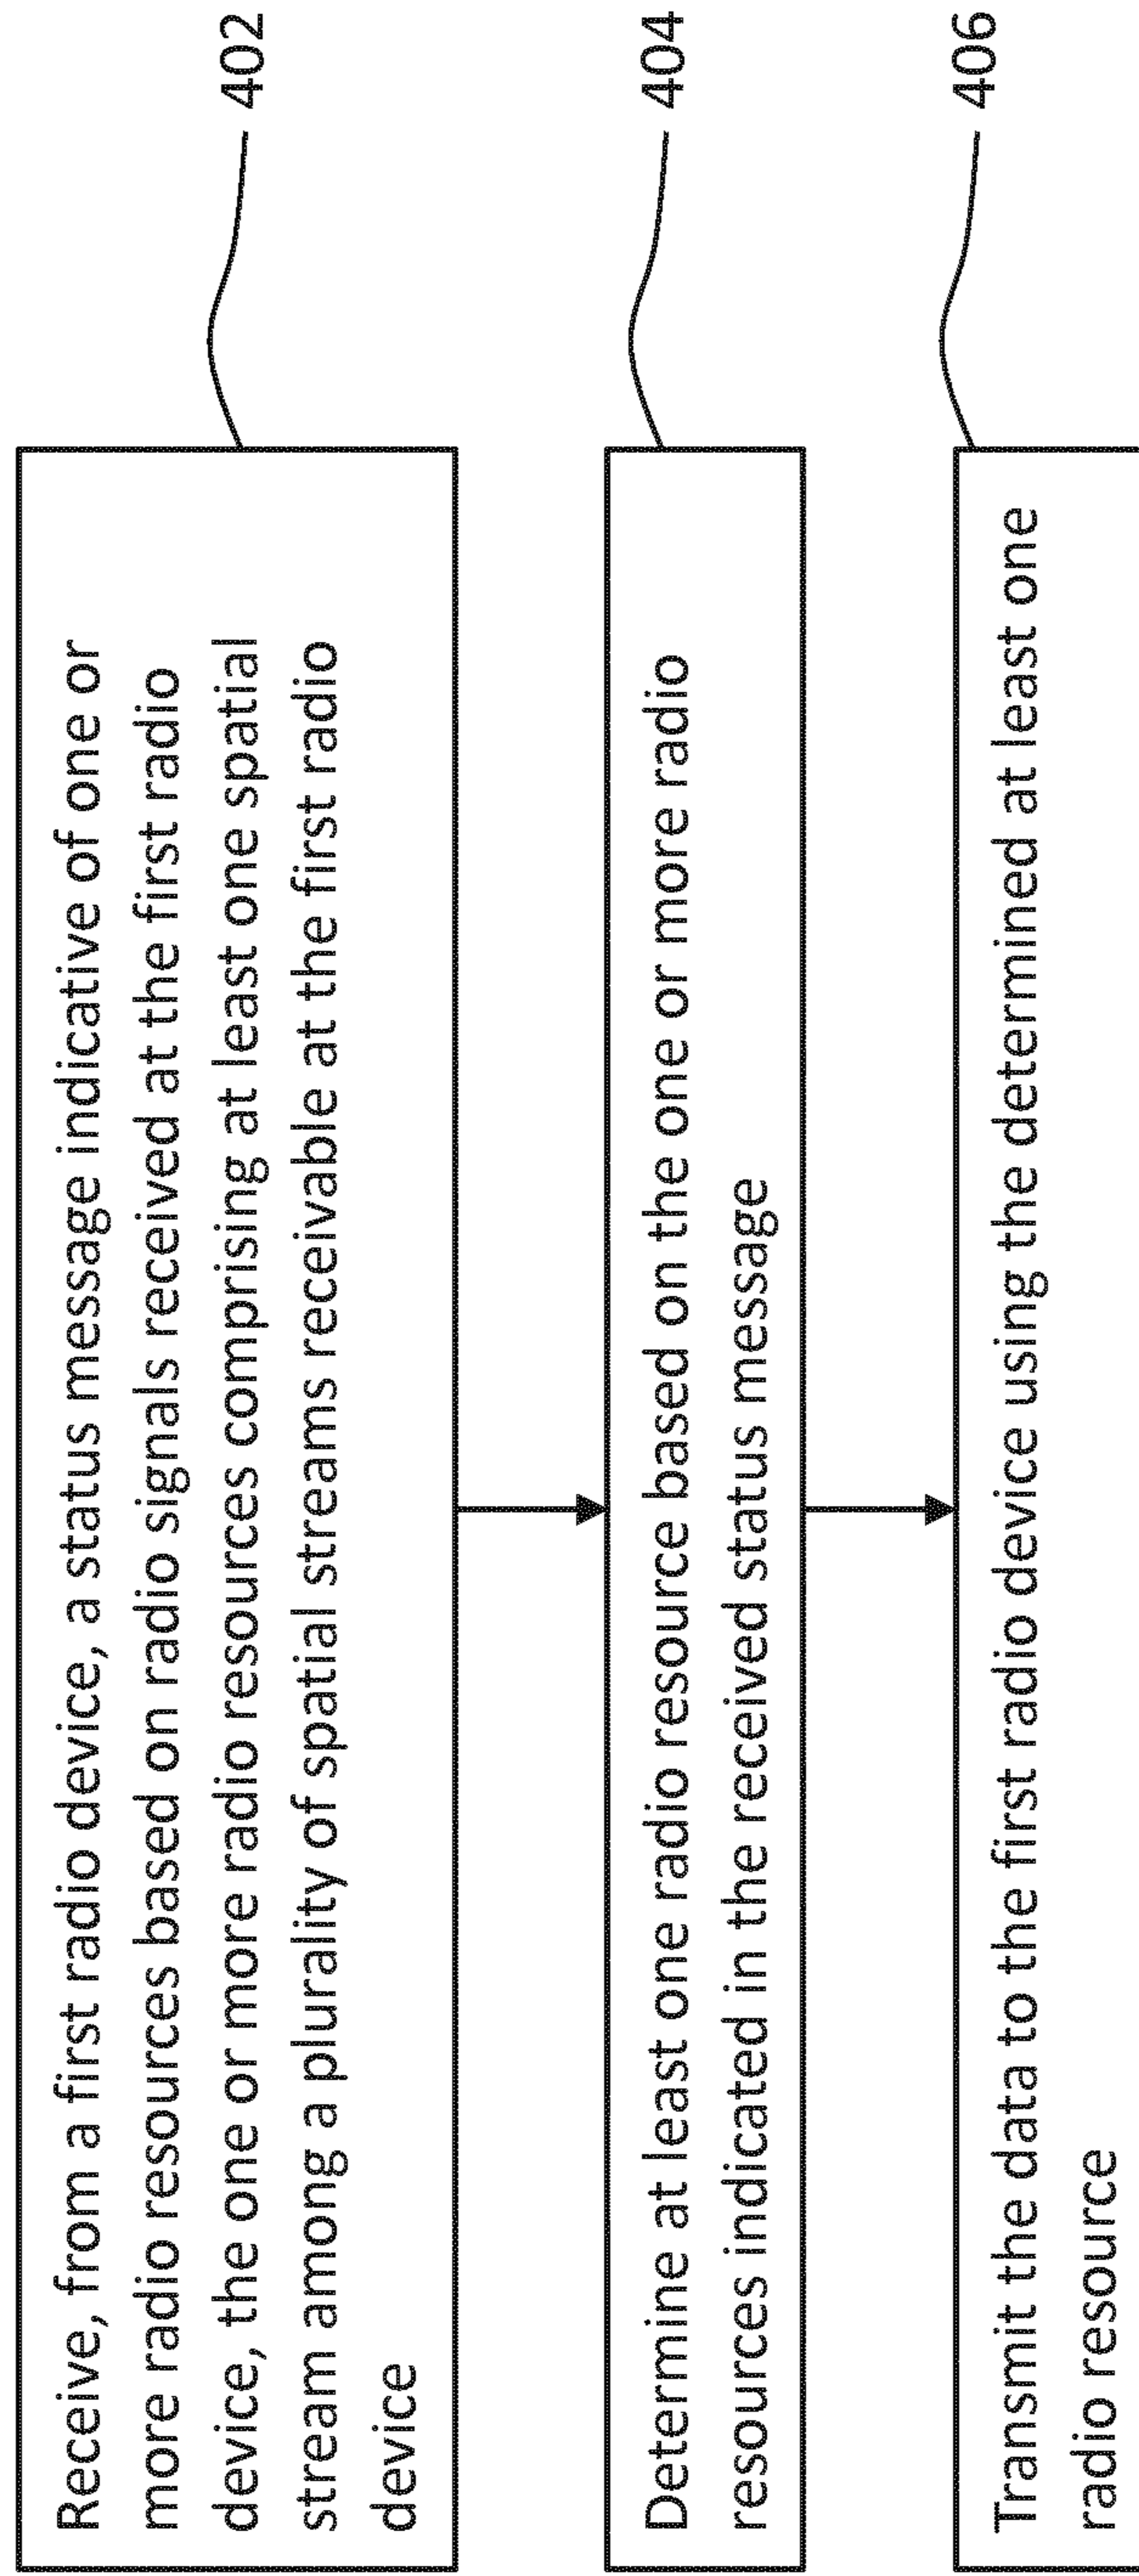 Receive, from a first radio device, a status message indicative of one or
more radio resources based on radio signals received at the first radio
device, the one or more radio resources comprising at least one spatial
stream among a plurality of spatial streams receivable at the first radio
device
402
Determine at least one radio resource based on the one or more radio
resources indicated in the received status message
404
Transmit the data to the first radio device using the determined at least one
radio resource
406